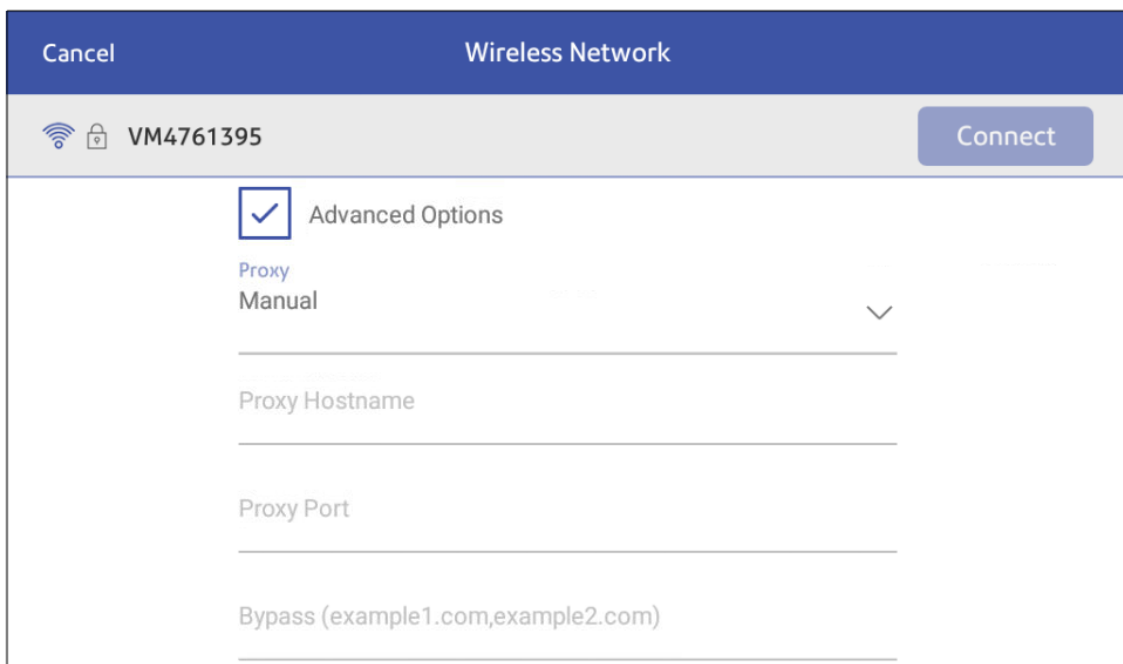 Cancel Wireless Network
VM4761395 Connect
Advanced Options
Proxy
Manual
Proxy Hostname
Proxy Port
Bypass (example1.com,example2.com)